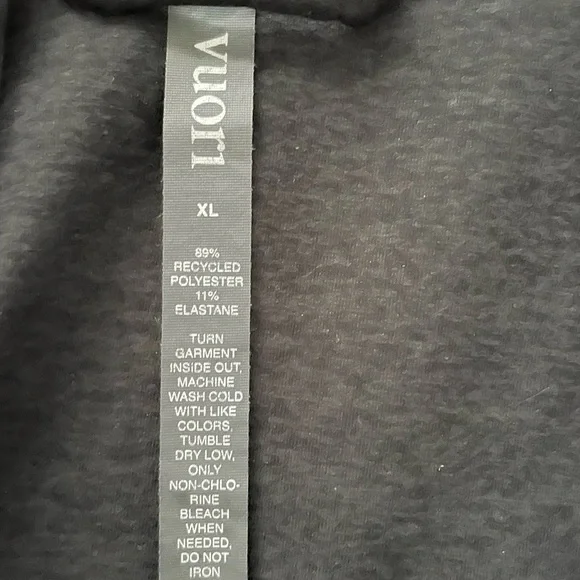 vuori
XL
89%
RECYCLED
POLYESTER
11%
ELASTANE
TURN
GARMENT
INSIDE OUT,
MACHINE
WASH COLD
WITH LIKE
COLORS,
TUMBLE
DRY LOW,
ONLY
NON-CHLO-
RINE
BLEACH
WHEN
NEEDED,
DO NOT
IRON